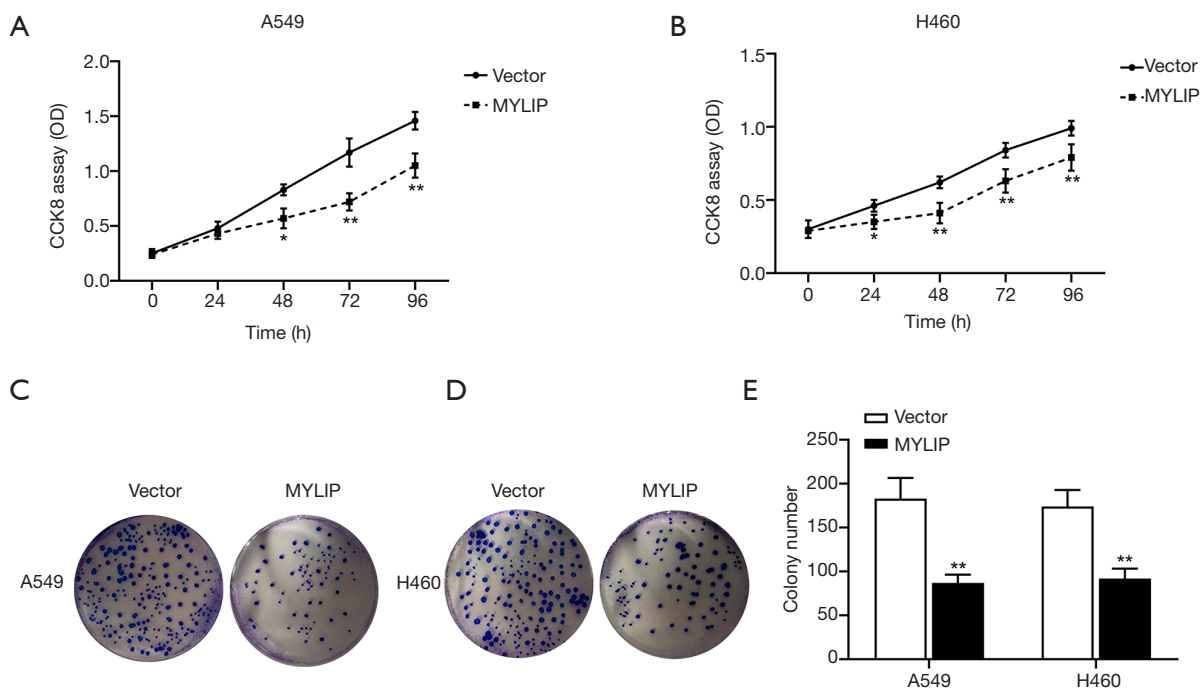 A
A549
2.0
1.5
1.0
0.5
0.0
CCK8 assay (OD)
Vector
MYLIP
*
**
**
0 24 48 72 96
Time (h)
B
H460
1.5
1.0
0.5
0.0
CCK8 assay (OD)
Vector
MYLIP
*
**
**
**
0 24 48 72 96
Time (h)
C
Vector MYLIP
A549
D
Vector MYLIP
H460
E
Vector
MYLIP
250
200
150
100
50
0
Colony number
**
**
A549 H460